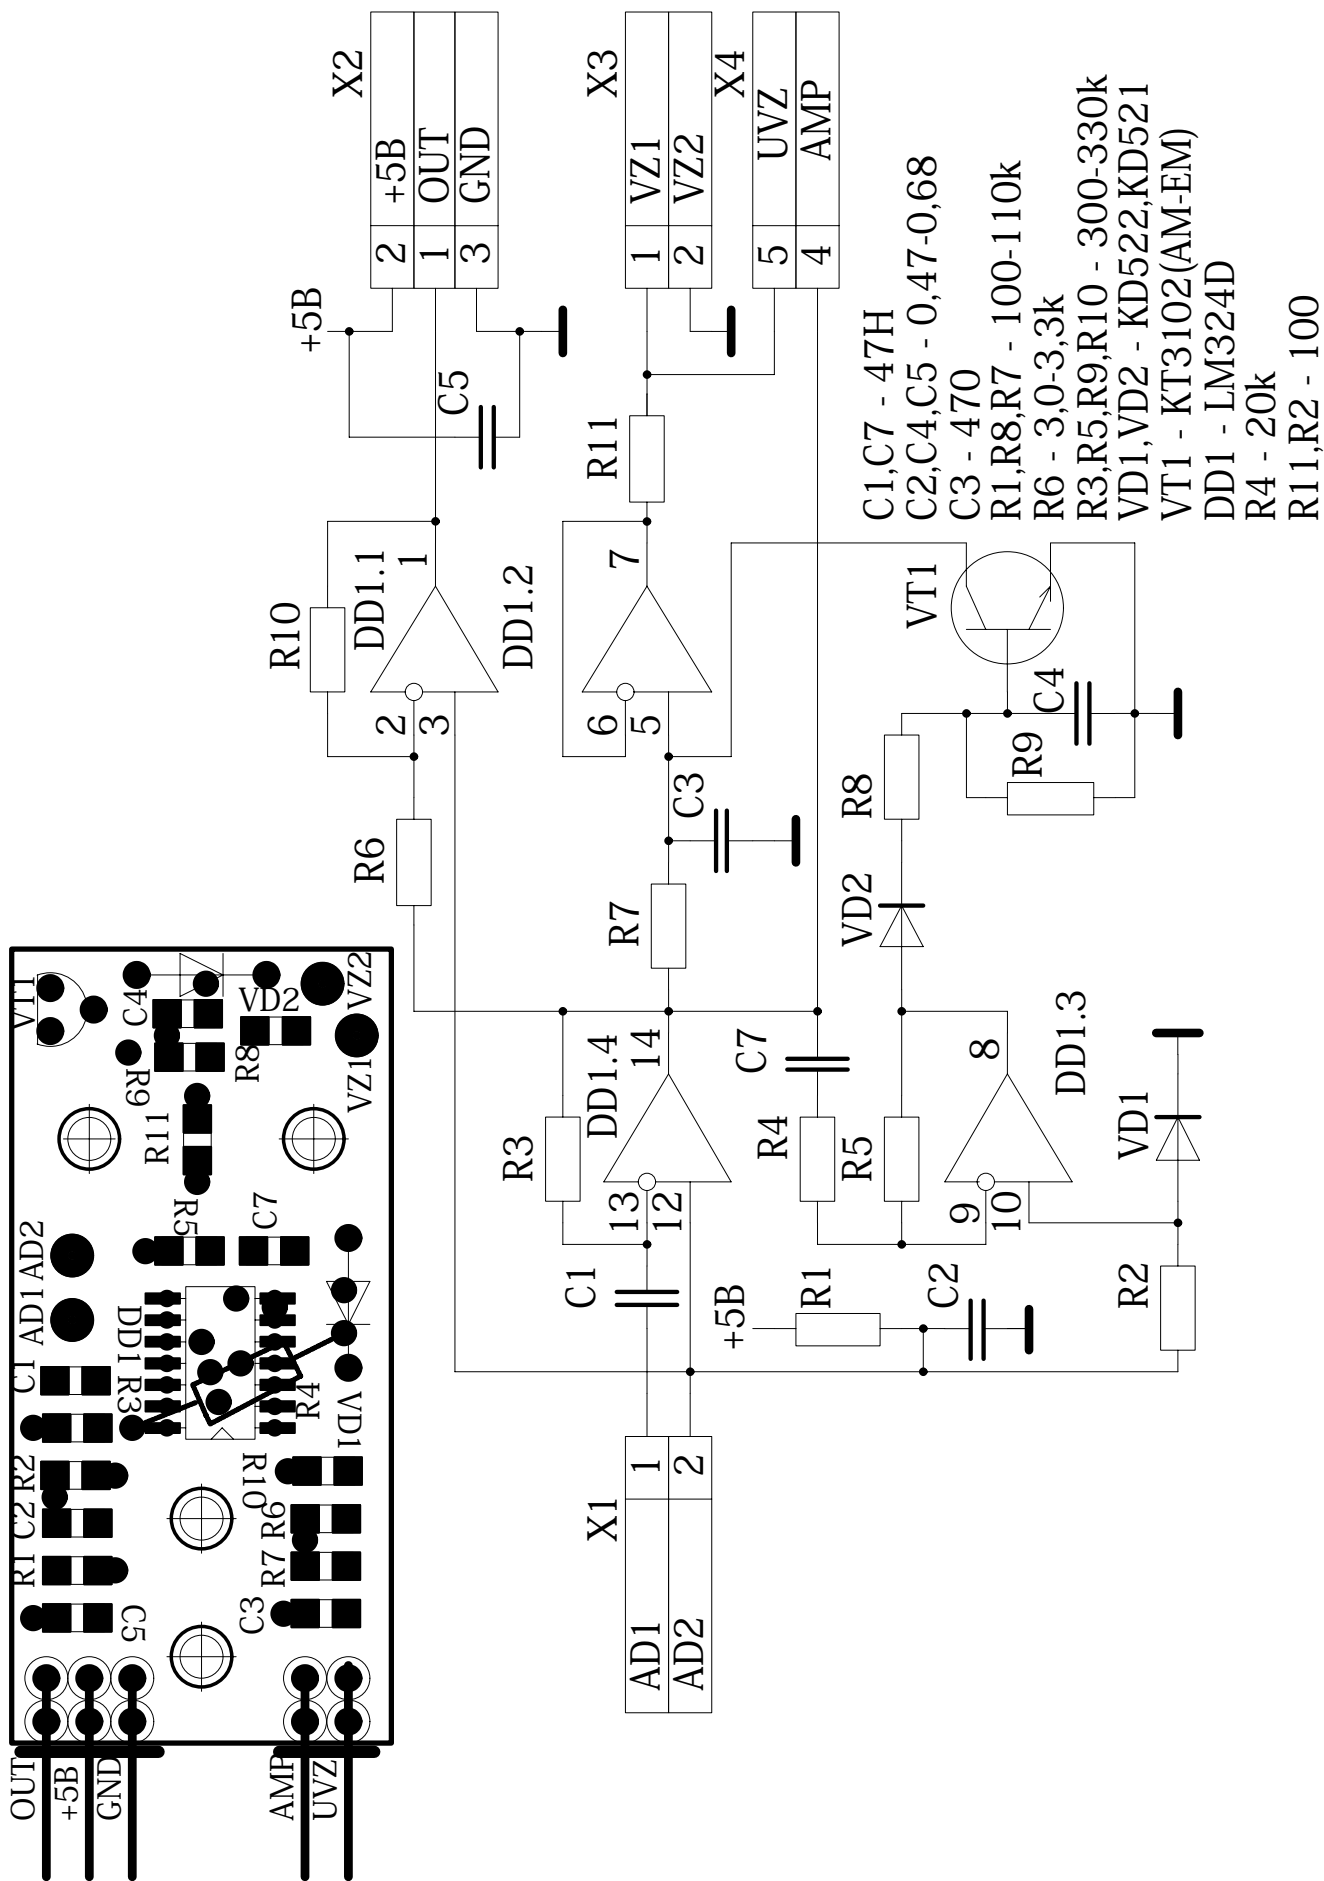 X2
2 +5B
1 OUT
3 GND
+5B
C5
X3
1 VZ1
2 VZ2
X4
5 UVZ
4 AMP
R11
R10
DD1.1
1
2
3
DD1.2
7
6
5
R6
C3
R7
VT1
C4
R9
R8
VD2
DD1.4
14
13
12
R3
C7
R4
R5
DD1.3
8
9
10
VD1
C1
+5B
R1
C2
R2
X1
AD1 1
AD2 2
C1,C7 - 47H
C2,C4,C5 - 0,47-0,68
C3 - 470
R1,R8,R7 - 100-110k
R6 - 3,0-3,3k
R3,R5,R9,R10 - 300-330k
VD1,VD2 - KD522,KD521
VT1 - KT3102(AM-EM)
DD1 - LM324D
R4 - 20k
R11,R2 - 100
VT1
C4
VD2
VZ2
R9
R8
VZ1
R11
AD1 AD2
R5
C7
C1
DD1
R3
R4
VD1
R2
R10
C2
R6
R1
R7
C5
C3
OUT
+5B
GND
AMP
UVZ